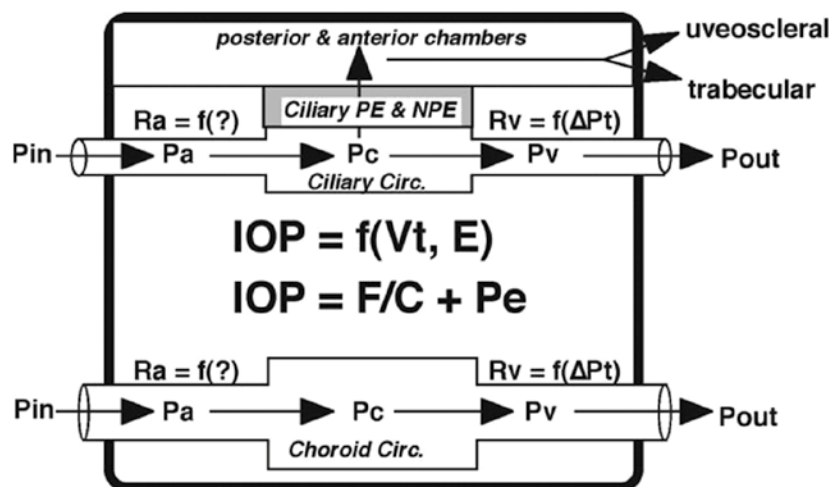 posterior & anterior chambers
uveoscleral
trabecular
Ciliary PE & NPE
Ra = f(?)
Rv = f(ΔPt)
Pin Pa Pc Pv Pout
Ciliary Circ.
IOP = f(Vt, E)
IOP = F/C + Pe
Ra = f(?)
Rv = f(ΔPt)
Pin Pa Pc Pv Pout
Choroid Circ.